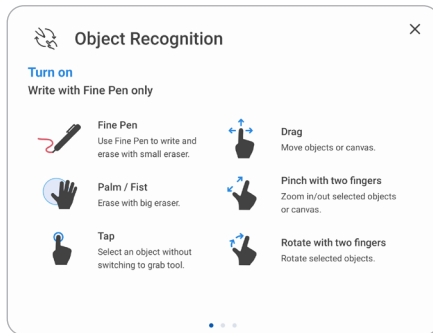 Object Recognition
Turn on
Write with Fine Pen only
Fine Pen
Use Fine Pen to write and
erase with small eraser.
Palm / Fist
Erase with big eraser.
Tap
Select an object without
switching to grab tool.
Drag
Move objects or canvas.
Pinch with two fingers
Zoom in/out selected objects
or canvas.
Rotate with two fingers
Rotate selected objects.